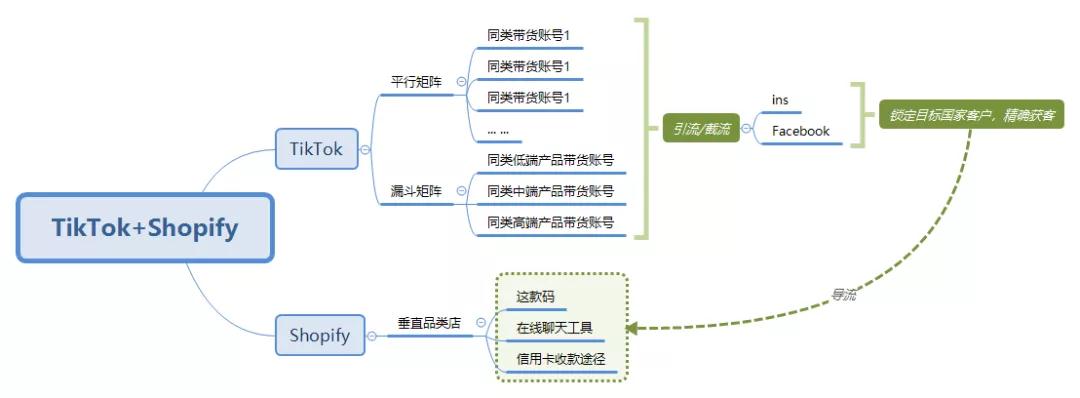 TikTok+Shopify
TikTok
平行矩阵
同类带货账号1
同类带货账号1
同类带货账号1
... ...
漏斗矩阵
同类低端产品带货账号
同类中端产品带货账号
同类高端产品带货账号
引流/截流
ins
Facebook
锁定目标国家客户，精确获客
导流
Shopify
垂直品类店
这款码
在线聊天工具
信用卡收款途径